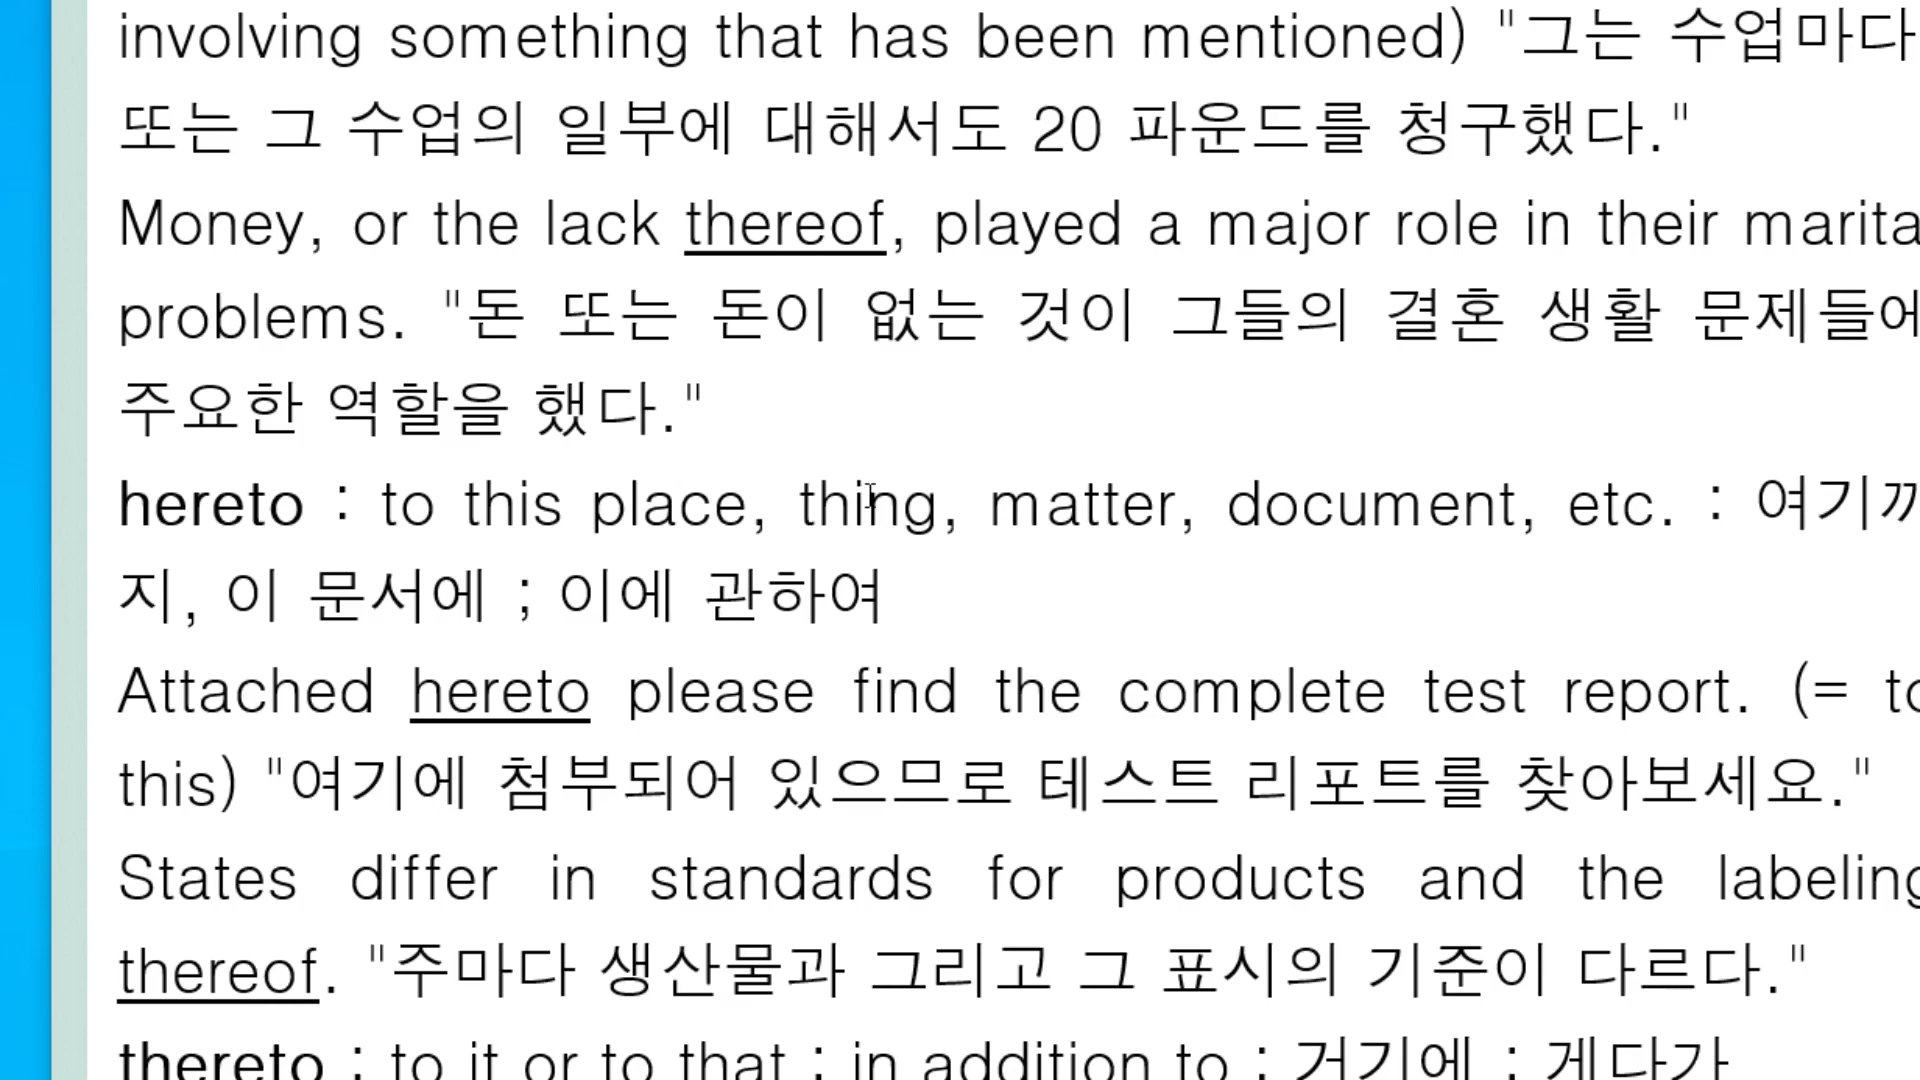 involving something that has been mentioned) "그는 수업마다
또는 그 수업의 일부에 대해서도 20 파운드를 청구했다."
Money, or the lack thereof, played a major role in their marita
problems. "돈 또는 돈이 없는 것이 그들의 결혼 생활 문제들에
주요한 역할을 했다."
hereto : to this place, thing, matter, document, etc. : 여기까
지, 이 문서에 ; 이에 관하여
Attached hereto please find the complete test report. (= to
this) "여기에 첨부되어 있으므로 테스트 리포트를 찾아보세요."
States differ in standards for products and the labeling
thereof. "주마다 생산물과 그리고 그 표시의 기준이 다르다."
thereto : to it or to that ; in addition to : 거기에 ; 게다가